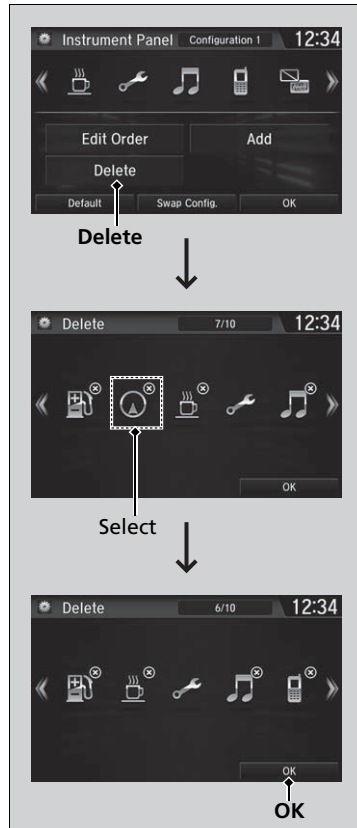 Instrument Panel Configuration 1 12:34
Edit Order Add
Delete
Default Swap Config. OK
Delete
Delete 7/10 12:34
OK
Select
Delete 6/10 12:34
OK
OK